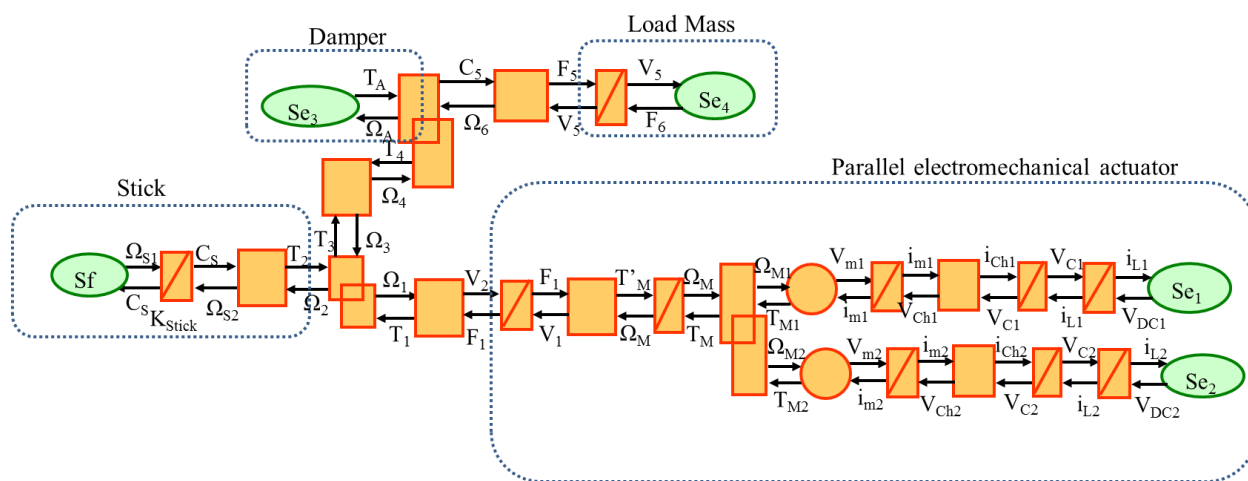 Damper
Load Mass
T_A
C_5
F_5
V_5
Se_3
Se_4
Ω_A
Ω_6
V_5
F_6
T_4
Ω_4
Parallel electromechanical actuator
Stick
T_3
Ω_3
Ω_S1
C_S
T_2
Sf
C_S
K_Stick
Ω_S2
Ω_2
Ω_1
V_2
F_1
T'_M
Ω_M
Ω_M1
V_m1
i_m1
i_Ch1
V_C1
i_L1
Se_1
T_1
F_1
V_1
Ω_M
T_M
T_M1
i_m1
V_Ch1
V_C1
i_L1
V_DC1
Ω_M2
V_m2
i_m2
i_Ch2
V_C2
i_L2
Se_2
T_M2
i_m2
V_Ch2
V_C2
i_L2
V_DC2